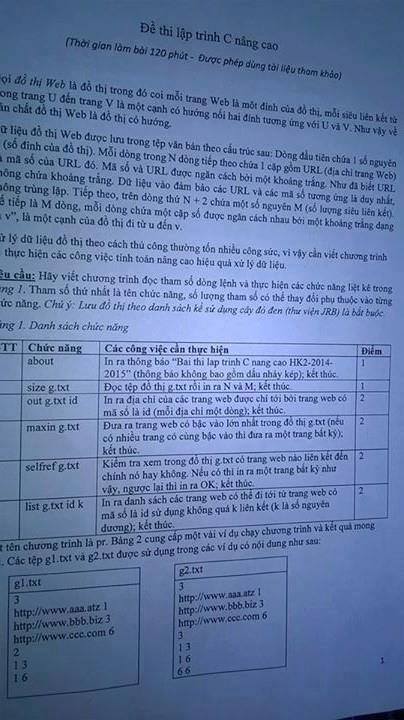 Đề thi lập trình C nâng cao
(Thời gian làm bài 120 phút - Được phép dùng tài liệu tham khảo)
ọi đồ thị Web là đồ thị trong đó coi mỗi trang Web là một đỉnh của đồ thị, mỗi siêu liên kết từ
ong trang U đến trang V là một cạnh có hướng nối hai đỉnh tương ứng với U và V. Như vậy về
ản chất đồ thị Web là đồ thị có hướng.
ữ liệu đồ thị Web được lưu trong tệp văn bản theo cấu trúc sau: Dòng đầu tiên chứa 1 số nguyên
(số đỉnh của đồ thị). Mỗi dòng trong N dòng tiếp theo chứa 1 cặp gồm URL (địa chỉ trang Web)
à mã số của URL đó. Mã số và URL được ngăn cách bởi một khoảng trắng. Như đã biết URL
hông chứa khoảng trắng. Dữ liệu vào đảm bảo các URL và các mã số tương ứng là duy nhất,
hông trùng lặp. Tiếp theo, trên dòng thứ N + 2 chứa một số nguyên M (số lượng siêu liên kết).
ế tiếp là M dòng, mỗi dòng chứa một cặp số được ngăn cách nhau bởi một khoảng trắng dạng
v", là một cạnh của đồ thị đi từ u đến v.
ử lý dữ liệu đồ thị theo cách thủ công thường tốn nhiều công sức, vì vậy cần viết chương trình
thực hiện các công việc tính toán nâng cao hiệu quả xử lý dữ liệu.
êu cầu: Hãy viết chương trình đọc tham số dòng lệnh và thực hiện các chức năng liệt kê trong
ng 1. Tham số thứ nhất là tên chức năng, số lượng tham số có thể thay đổi phụ thuộc vào từng
ức năng. Chú ý: Lưu đồ thị theo danh sách kề sử dụng cây đỏ đen (thư viện JRB) là bắt buộc.
ng 1. Danh sách chức năng
STT Chức năng Các công việc cần thực hiện Điểm
about In ra thông báo "Bai thi lap trinh C nang cao HK2-2014-
2015" (thông báo không bao gồm dấu nháy kép); kết thúc. 1
size g.txt Đọc tệp đồ thị g.txt rồi in ra N và M; kết thúc. 1
out g.txt id In ra địa chỉ của các trang web được chỉ tới bởi trang web có
mã số là id (mỗi địa chỉ một dòng); kết thúc. 2
maxin g.txt Đưa ra trang web có bậc vào lớn nhất trong đồ thị g.txt (nếu
có nhiều trang có cùng bậc vào thì đưa ra một trang bất kỳ);
kết thúc. 2
selfref g.txt Kiểm tra xem trong đồ thị g.txt có trang web nào liên kết đến
chính nó hay không. Nếu có thì in ra một trang bất kỳ như
vậy, ngược lại thì in ra OK; kết thúc. 2
list g.txt id k In ra danh sách các trang web có thể đi tới từ trang web có
mã số là id sử dụng không quá k liên kết (k là số nguyên
dương); kết thúc. 2
t tên chương trình là pr. Bảng 2 cung cấp một vài ví dụ chạy chương trình và kết quả mong
. Các tệp g1.txt và g2.txt được sử dụng trong các ví dụ có nội dung như sau:
g1.txt
3
http://www.aaa.atz 1
http://www.bbb.biz 3
http://www.ccc.com 6
2
1 3
1 6
g2.txt
3
http://www.aaa.atz 1
http://www.bbb.biz 3
http://www.ccc.com 6
3
1 3
1 6
6 6
1